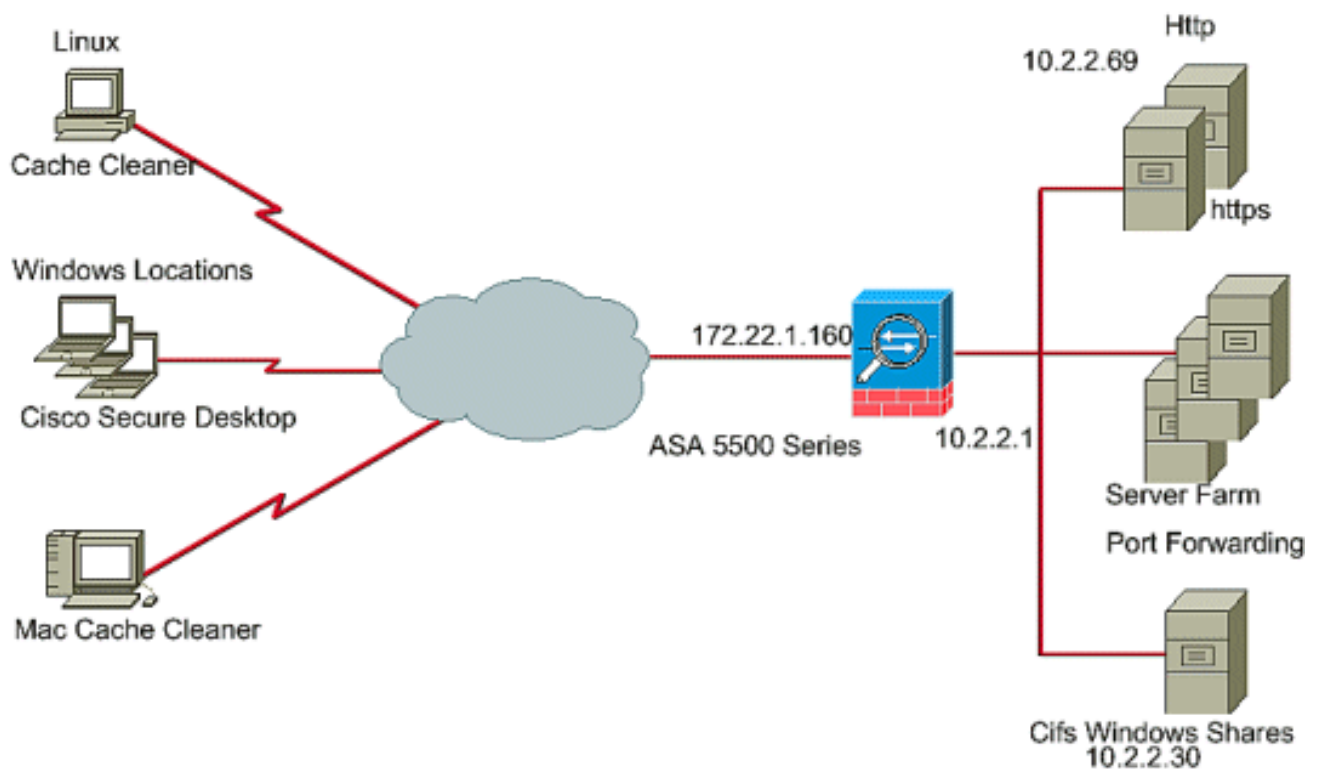 Linux
Cache Cleaner
Windows Locations
Cisco Secure Desktop
Mac Cache Cleaner
172.22.1.160
ASA 5500 Series
10.2.2.1
Http
10.2.2.69
https
Server Farm
Port Forwarding
Cifs Windows Shares
10.2.2.30